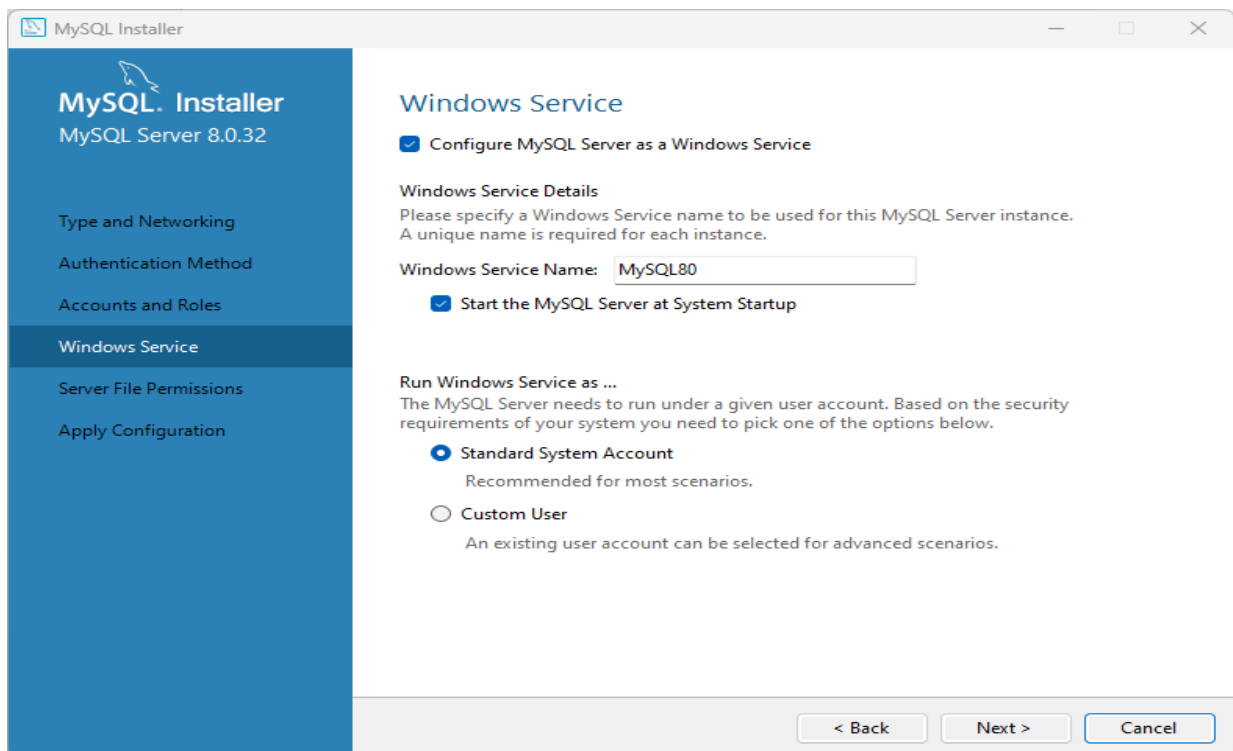 MySQL Installer
MySQL. Installer
MySQL Server 8.0.32
Type and Networking
Authentication Method
Accounts and Roles
Windows Service
Server File Permissions
Apply Configuration
Windows Service
Configure MySQL Server as a Windows Service
Windows Service Details
Please specify a Windows Service name to be used for this MySQL Server instance.
A unique name is required for each instance.
Windows Service Name: MySQL80
Start the MySQL Server at System Startup
Run Windows Service as ...
The MySQL Server needs to run under a given user account. Based on the security
requirements of your system you need to pick one of the options below.
Standard System Account
Recommended for most scenarios.
Custom User
An existing user account can be selected for advanced scenarios.
< Back Next > Cancel